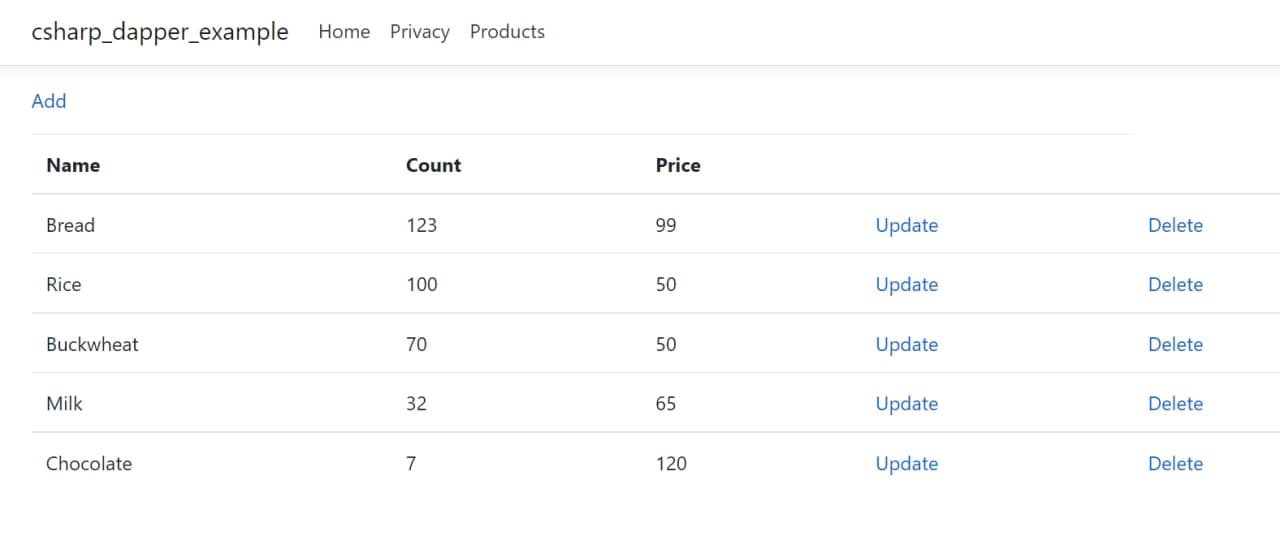 csharp_dapper_example Home Privacy Products
Add
Name Count Price
Bread 123 99 Update Delete
Rice 100 50 Update Delete
Buckwheat 70 50 Update Delete
Milk 32 65 Update Delete
Chocolate 7 120 Update Delete